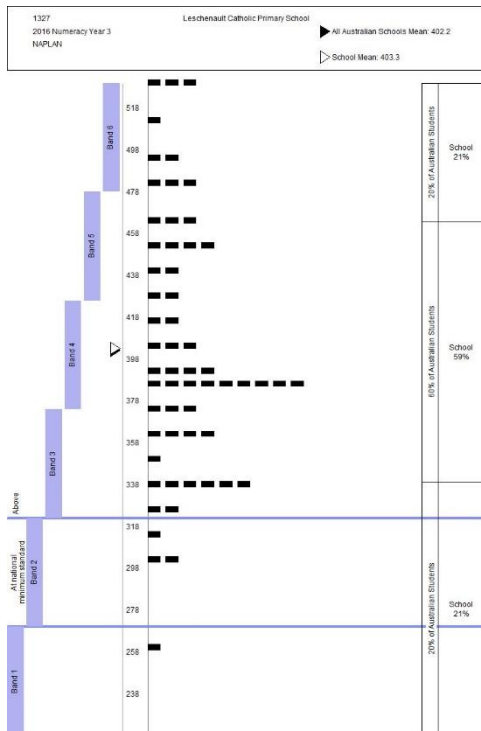 1327
Leschenault Catholic Primary School
2016 Numeracy Year 3
All Australian Schools Mean: 402.2
NAPLAN
School Mean: 403.3
518
498
478
458
438
418
398
378
358
338
318
298
278
258
238
Band 6
Band 5
Band 4
Band 3
Band 2
Band 1
Above
At national
minimum standard
20% of Australian Students
School
21%
60% of Australian Students
School
59%
20% of Australian Students
School
21%